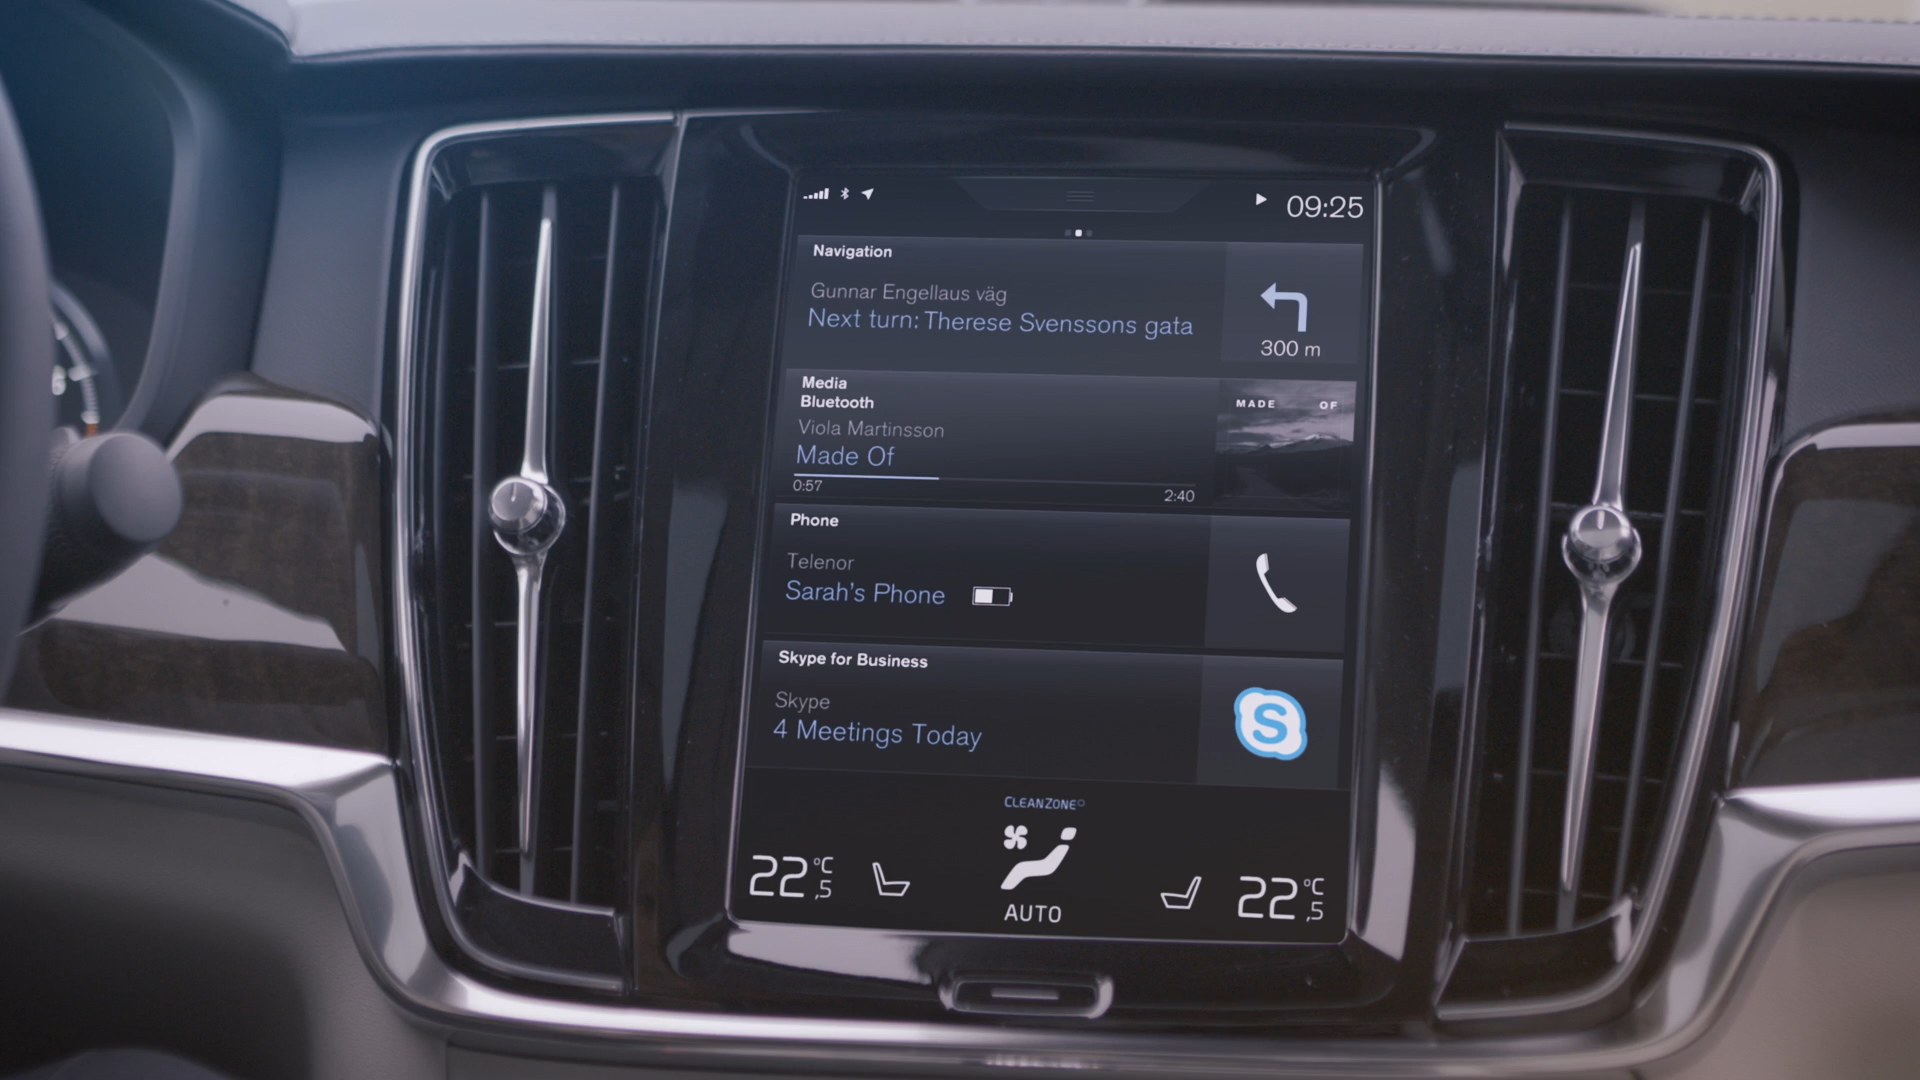 09:25
Navigation
Gunnar Engellaus väg
Next turn: Therese Svenssons gata
300 m
Media
Bluetooth
Viola Martinsson
Made Of
0:57
2:40
MADE OF
Phone
Telenor
Sarah's Phone
Skype for Business
Skype
4 Meetings Today
S
CLEANZONE
22,5 °C
AUTO
22,5 °C